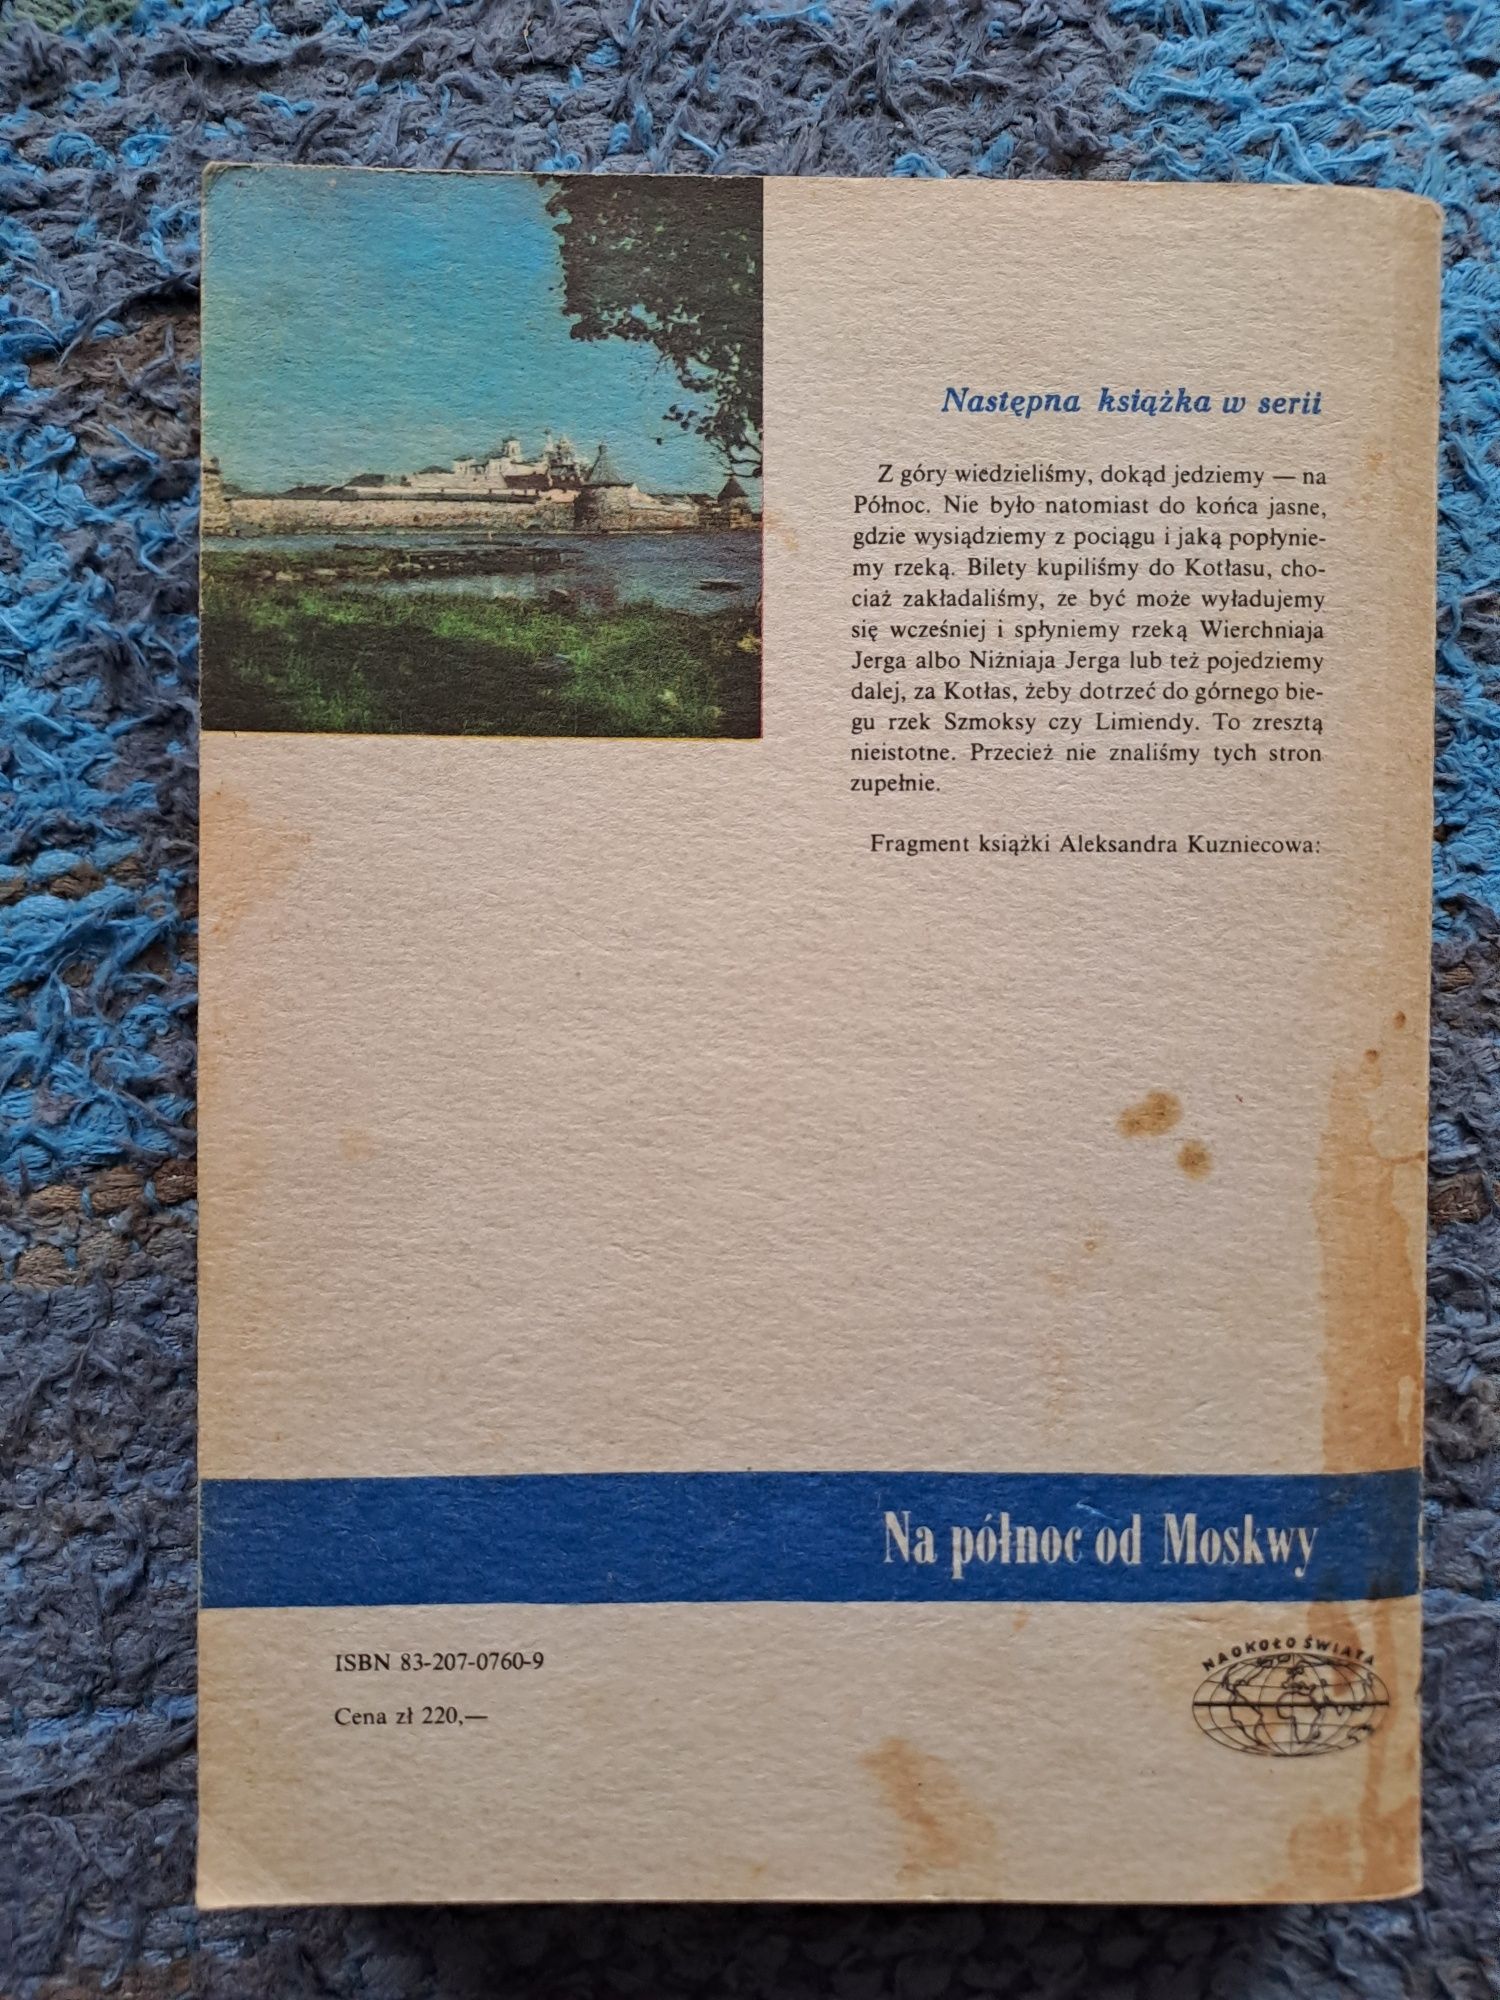 Następna książka w serii
Z góry wiedzieliśmy, dokąd jedziemy — na
Północ. Nie było natomiast do końca jasne,
gdzie wysiądziemy z pociągu i jaką popłynie-
my rzeką. Bilety kupiliśmy do Kotłasu, cho-
ciaż zakładaliśmy, ze być może wyładujemy
się wcześniej i spłyniemy rzeką Wierchniaja
Jerga albo Niżniaja Jerga lub też pojedziemy
dalej, za Kotłas, żeby dotrzeć do górnego bie-
gu rzek Szmoksy czy Limiendy. To zresztą
nieistotne. Przecież nie znaliśmy tych stron
zupełnie.
Fragment książki Aleksandra Kuzniecowa:
Na północ od Moskwy
ISBN 83-207-0760-9
Cena zł 220,—
NAOKOŁO ŚWIATA